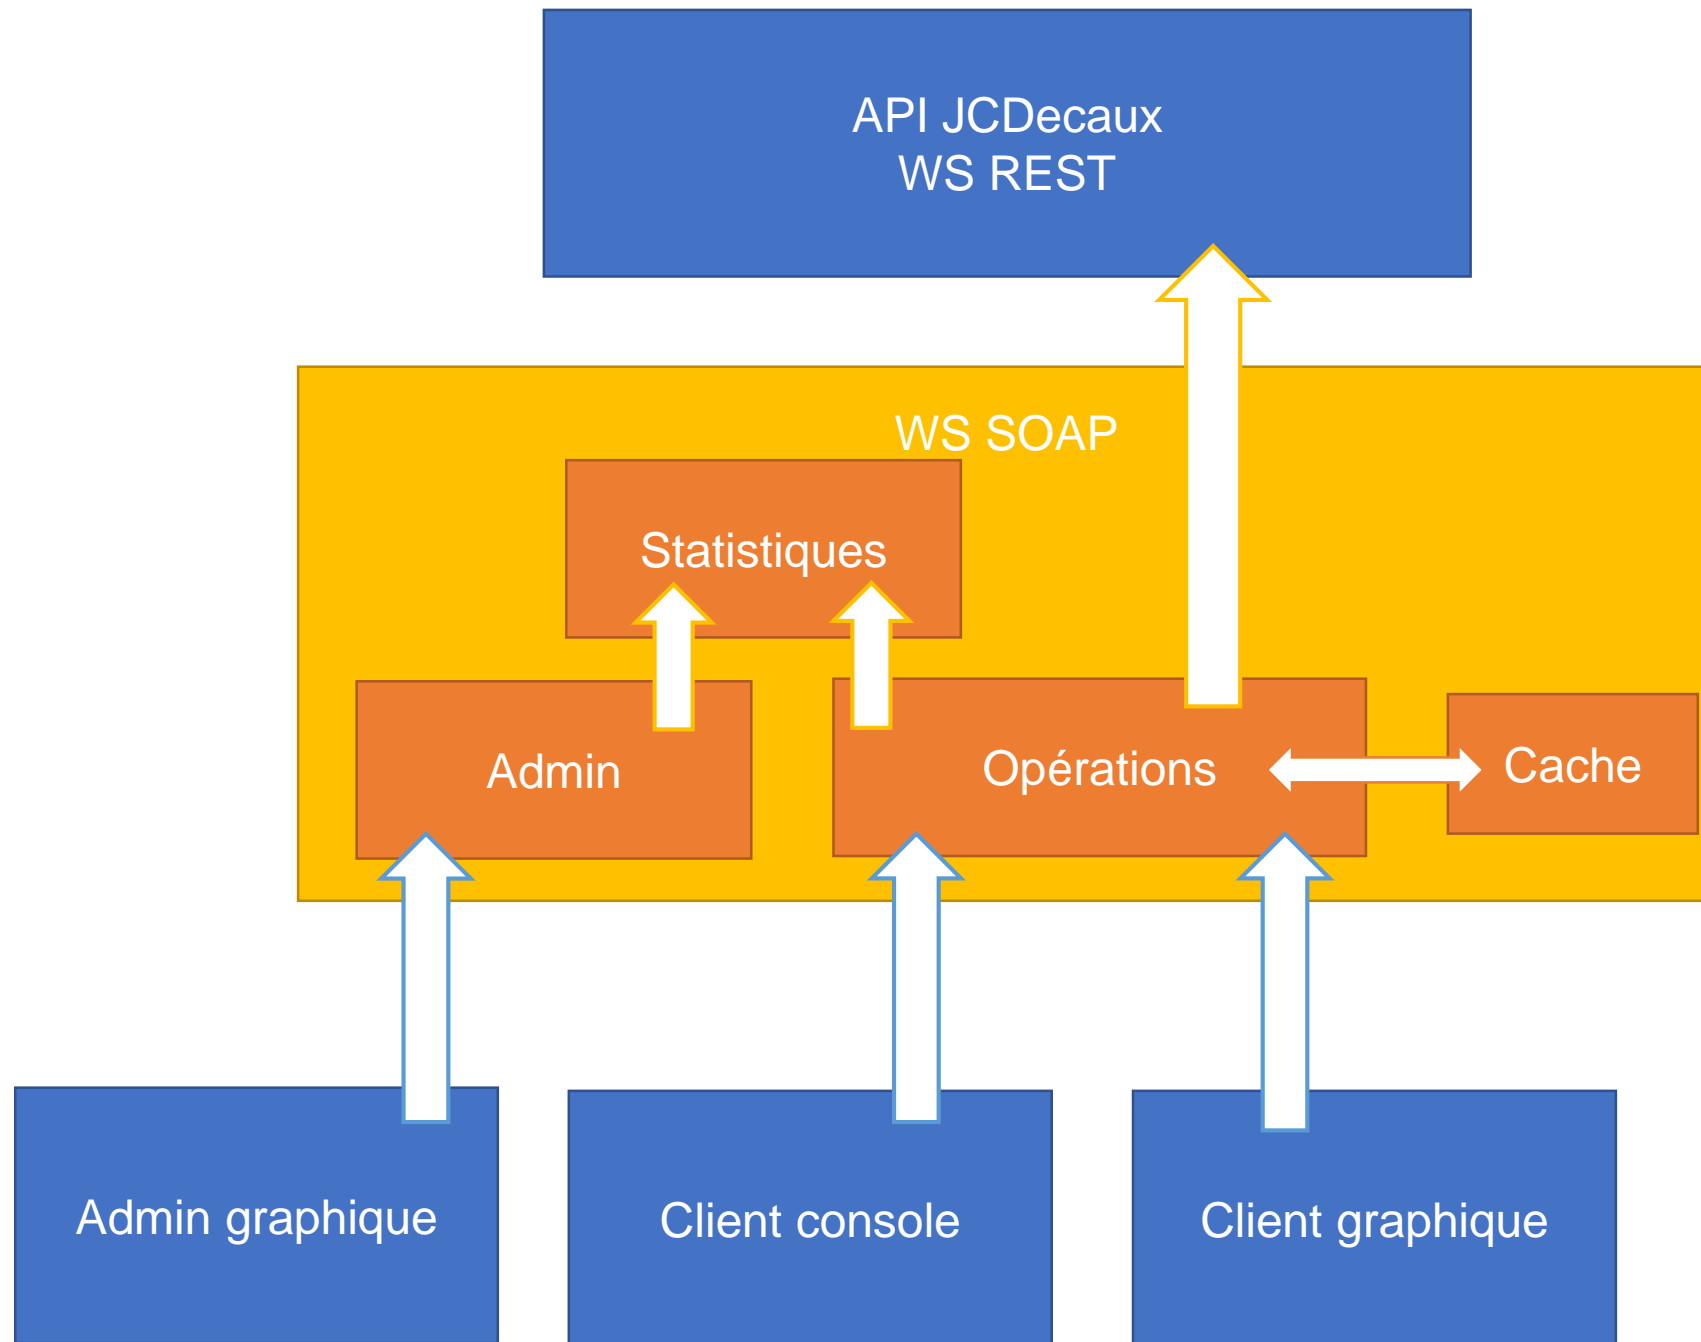 API JCDecaux
WS REST
WS SOAP
Statistiques
Admin
Opérations
Cache
Admin graphique
Client console
Client graphique